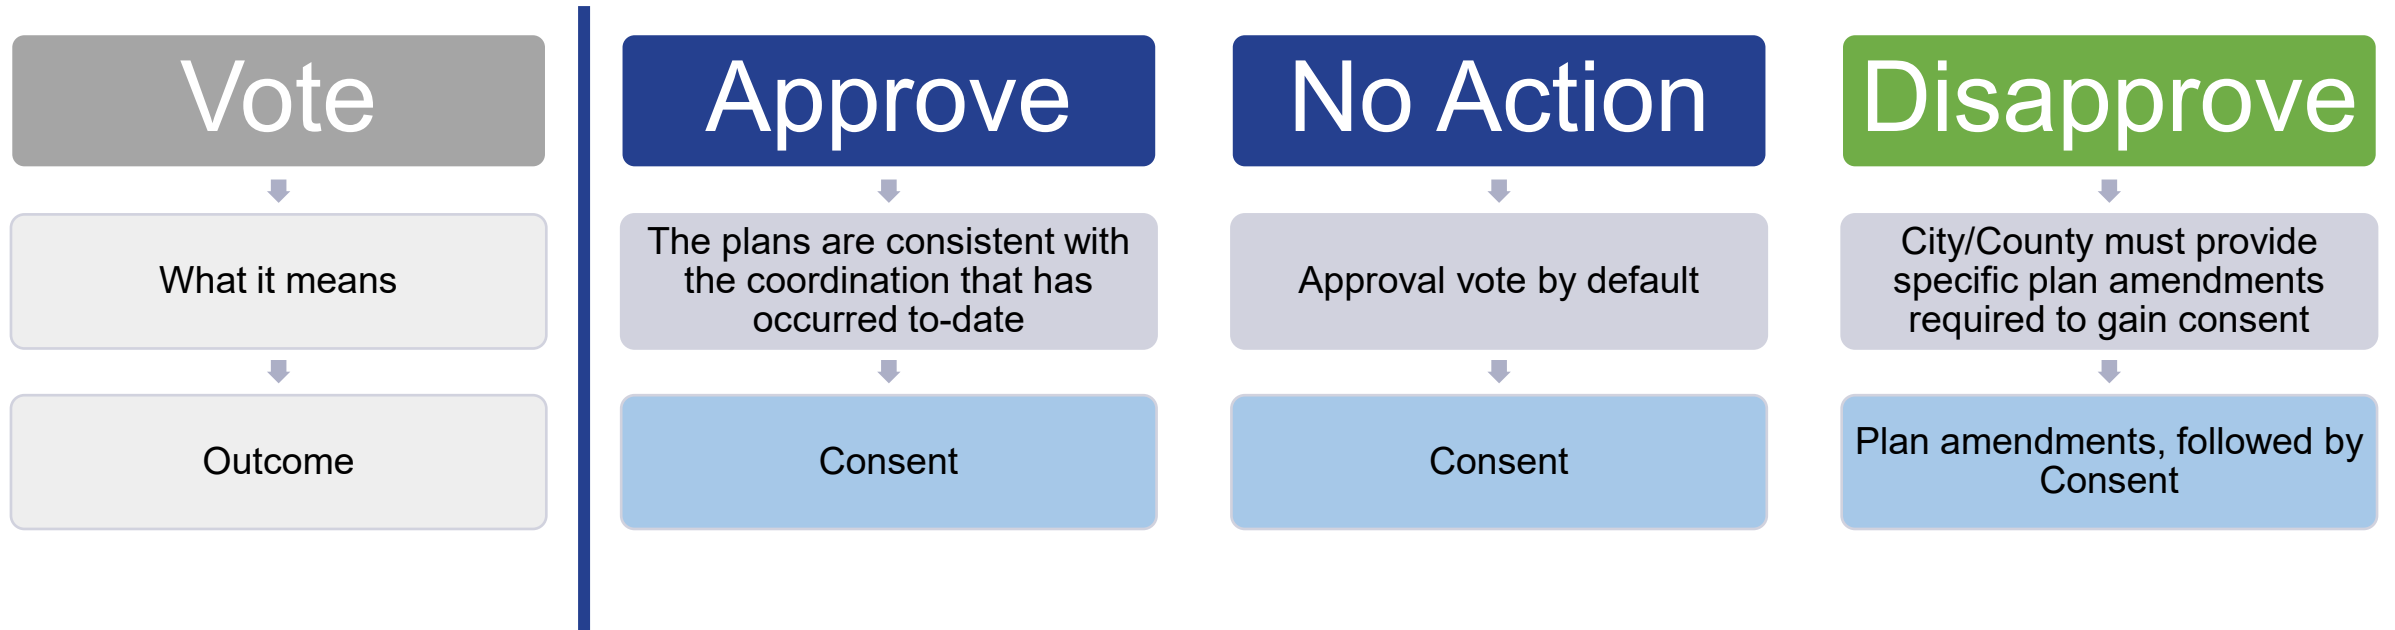 Vote
What it means
Outcome
Approve
The plans are consistent with
the coordination that has
occurred to-date
Consent
No Action
Approval vote by default
Consent
Disapprove
City/County must provide
specific plan amendments
required to gain consent
Plan amendments, followed by
Consent